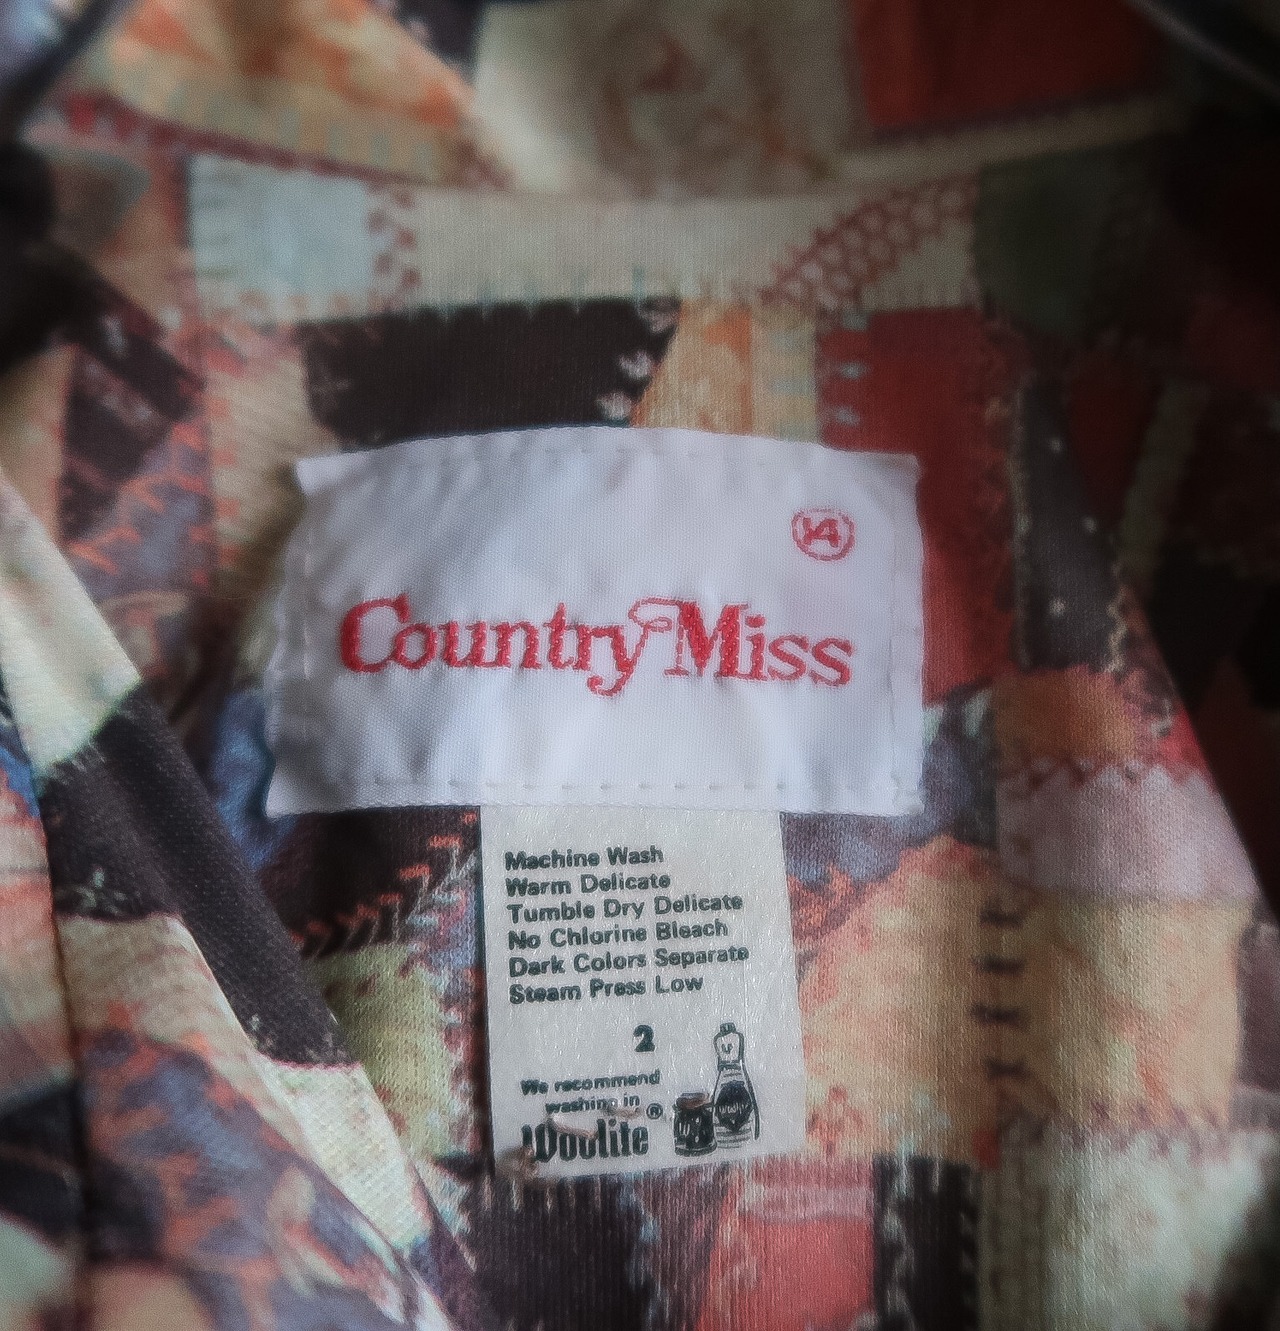 14
Country Miss
Machine Wash
Warm Delicate
Tumble Dry Delicate
No Chlorine Bleach
Dark Colors Separate
Steam Press Low
2
We recommend
washing in
Woolite ®